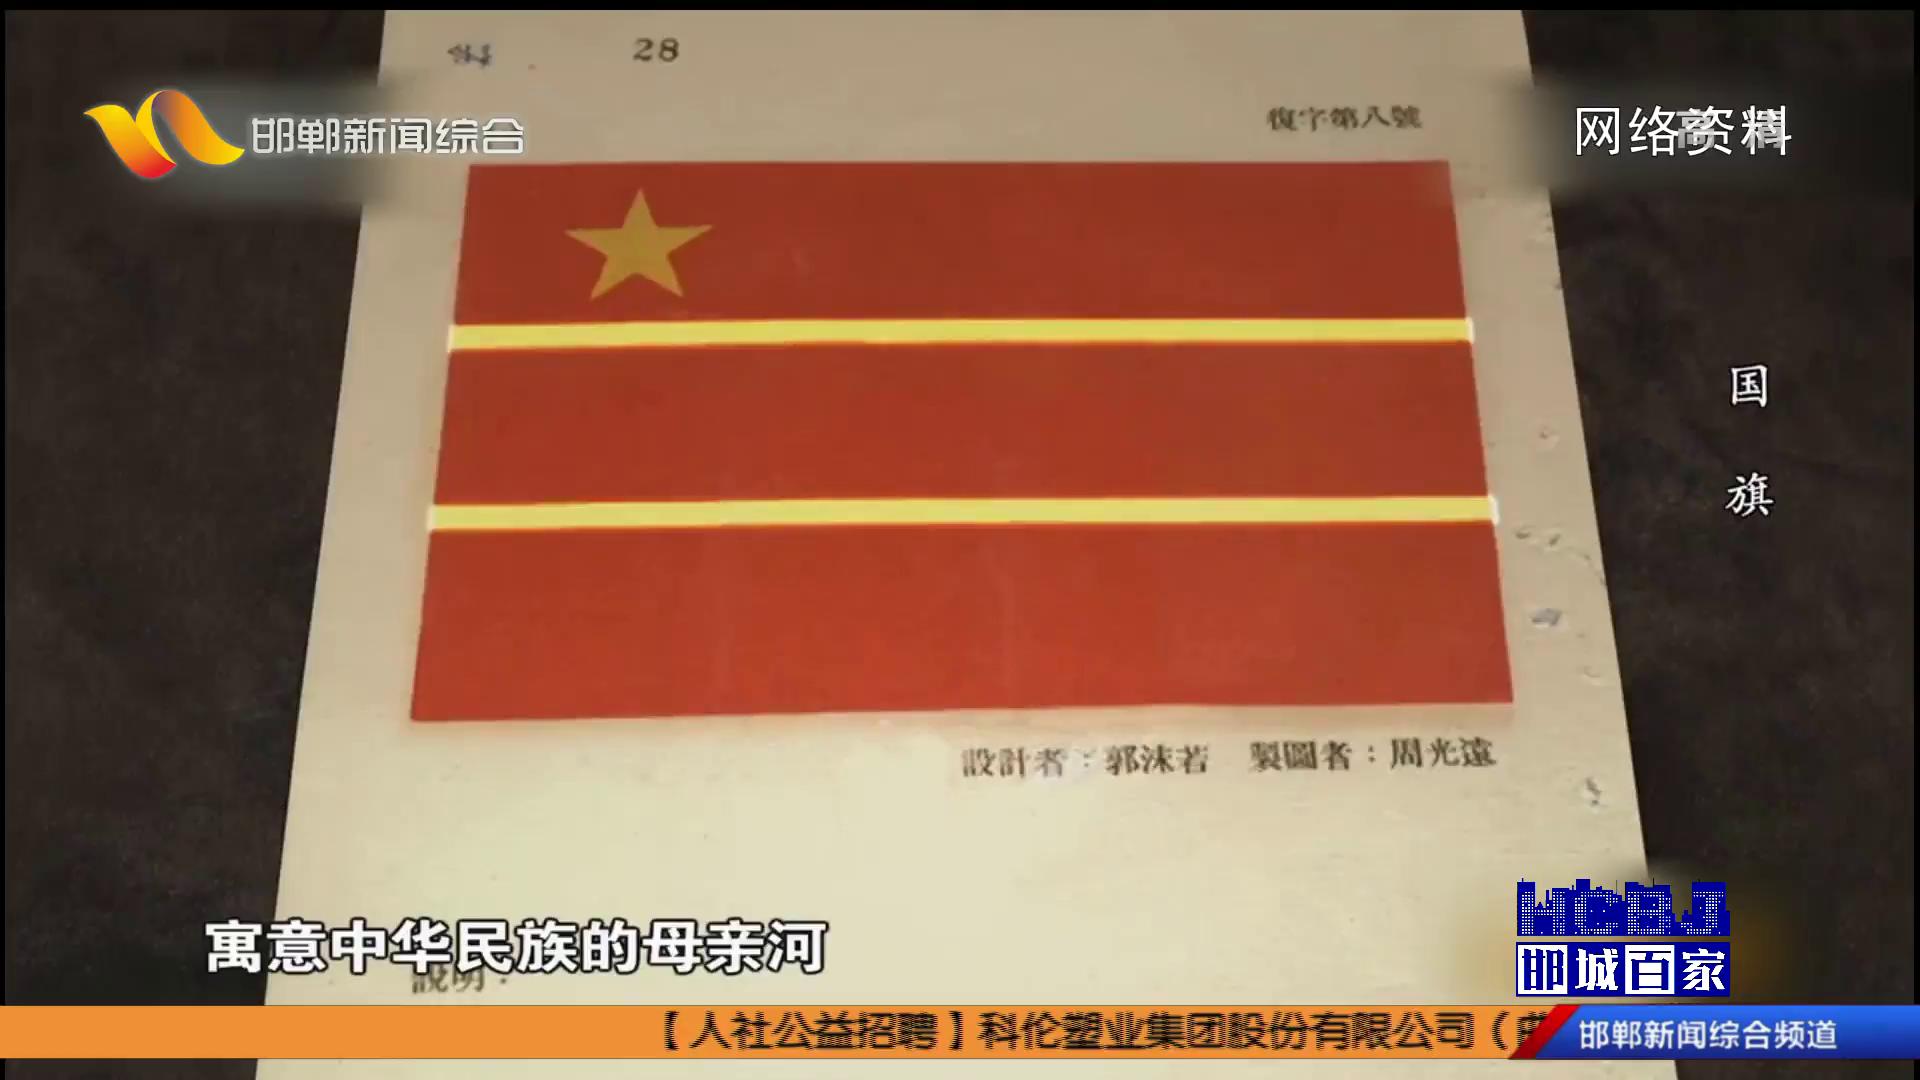 28
復字第八號
邯郸新闻综合
网络资料
国旗
設計者：郭沫若 製圖者：周光遠
寓意中华民族的母亲河
說明：
HCBJ
邯城百家
【人社公益招聘】科伦塑业集团股份有限公司（
邯郸新闻综合频道